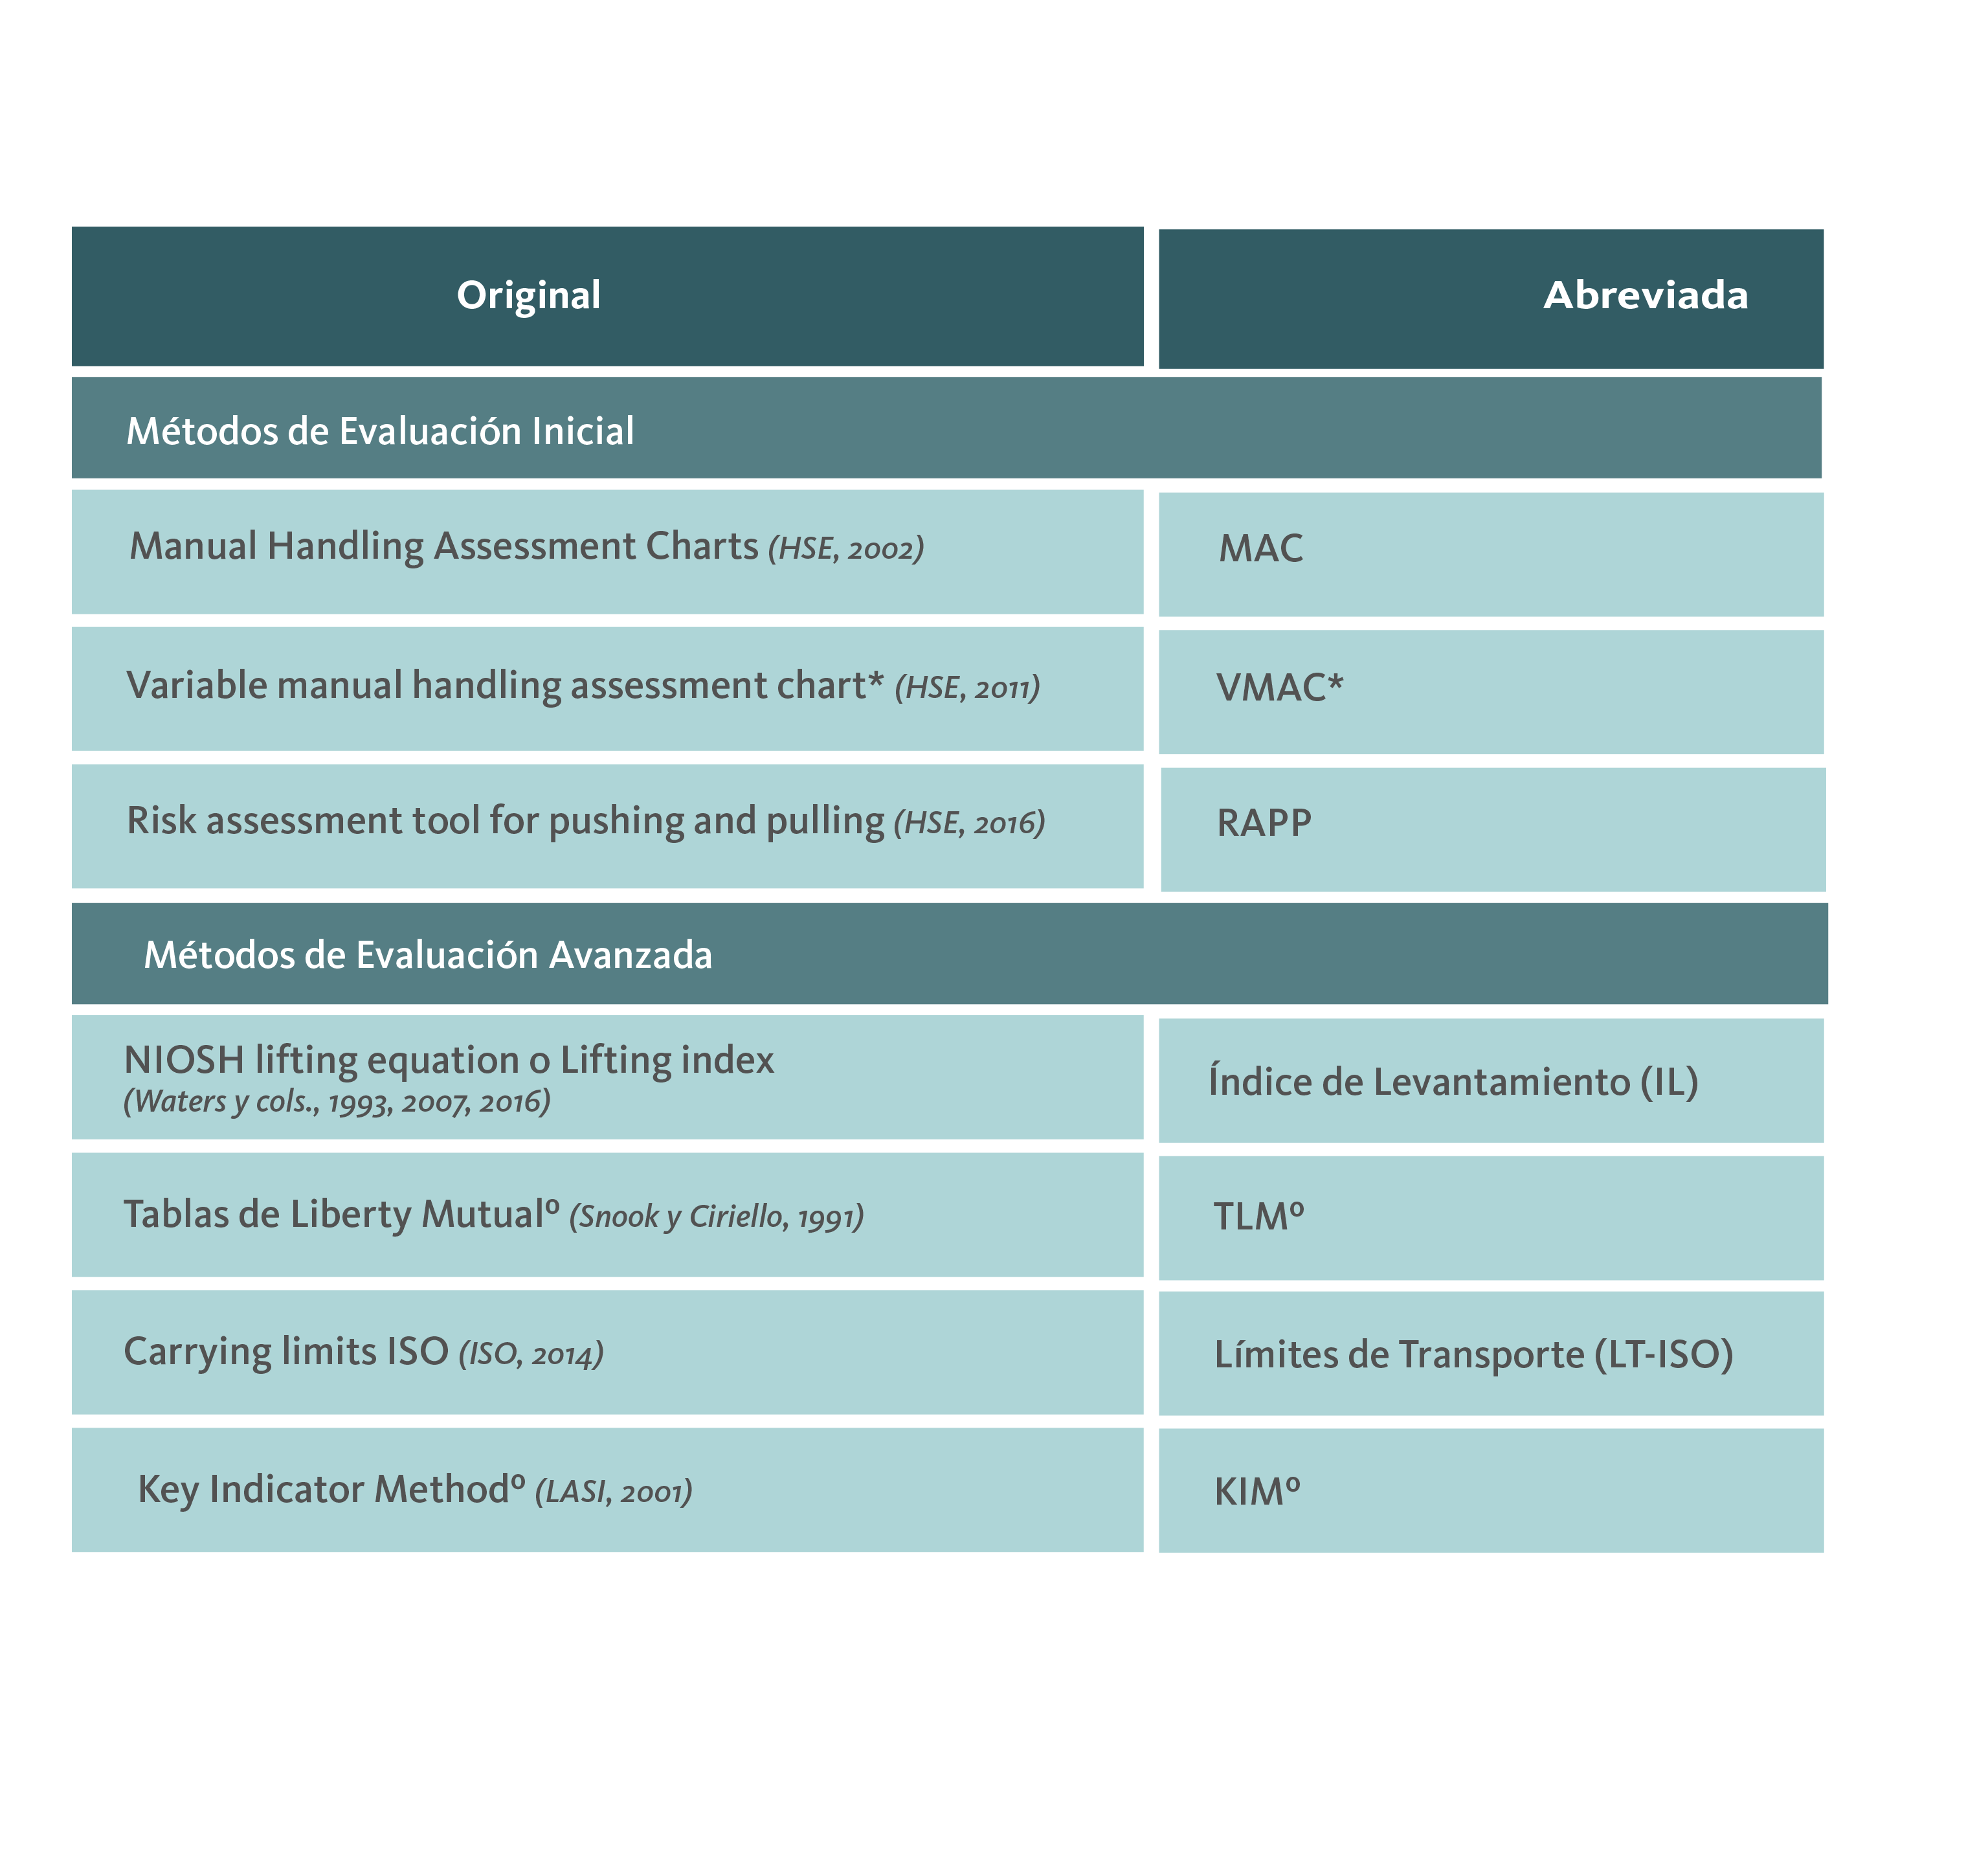 Original
Abreviada
Métodos de Evaluación Inicial
Manual Handling Assessment Charts (HSE, 2002)
MAC
Variable manual handling assessment chart* (HSE, 2011)
VMAC*
Risk assessment tool for pushing and pulling (HSE, 2016)
RAPP
Métodos de Evaluación Avanzada
NIOSH lifting equation o Lifting index
(Waters y cols., 1993, 2007, 2016)
Índice de Levantamiento (IL)
Tablas de Liberty Mutualº (Snook y Ciriello, 1991)
TLMº
Carrying limits ISO (ISO, 2014)
Límites de Transporte (LT-ISO)
Key Indicator Methodº (LASI, 2001)
KIMº